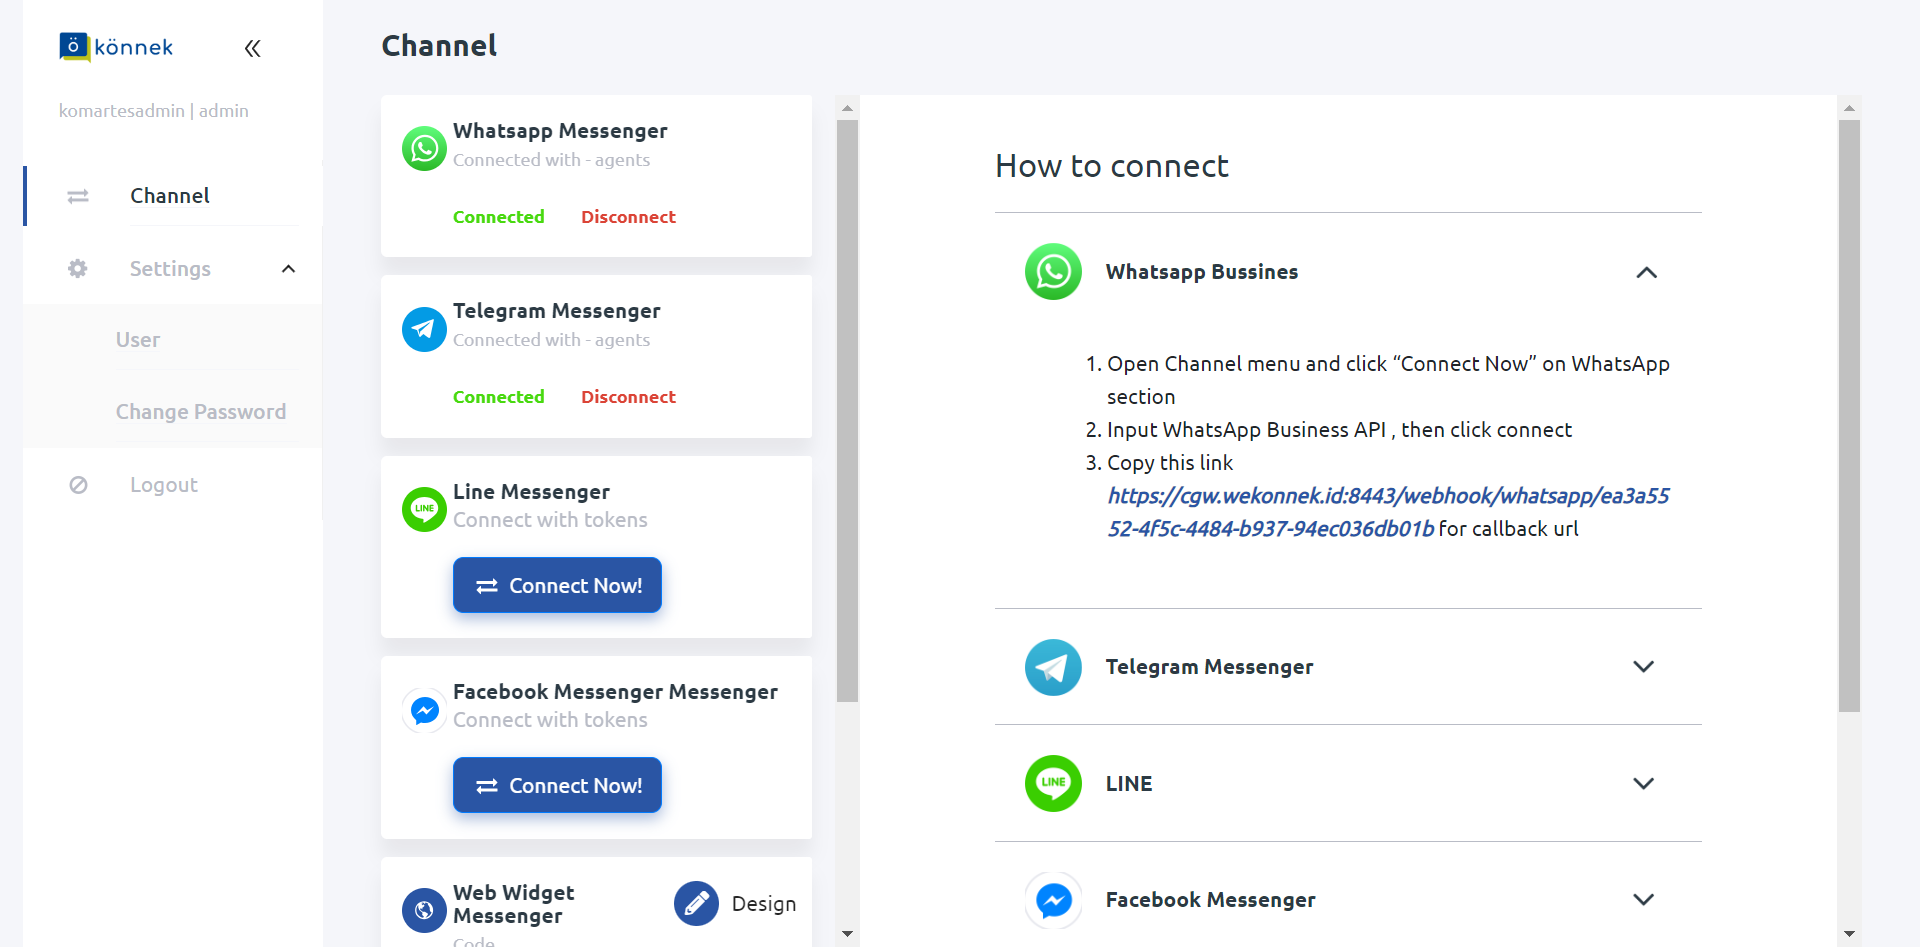 ö könnek
komartesadmin | admin
Channel
Settings
User
Change Password
Logout
Channel
Whatsapp Messenger
Connected with - agents
Connected Disconnect
Telegram Messenger
Connected with - agents
Connected Disconnect
LINE
Line Messenger
Connect with tokens
Connect Now!
Facebook Messenger Messenger
Connect with tokens
Connect Now!
Web Widget
Messenger
Design
Code
How to connect
Whatsapp Bussines
1. Open Channel menu and click “Connect Now” on WhatsApp
section
2. Input WhatsApp Business API , then click connect
3. Copy this link
https://cgw.wekonnek.id:8443/webhook/whatsapp/ea3a55
52-4f5c-4484-b937-94ec036db01b for callback url
Telegram Messenger
LINE
LINE
Facebook Messenger